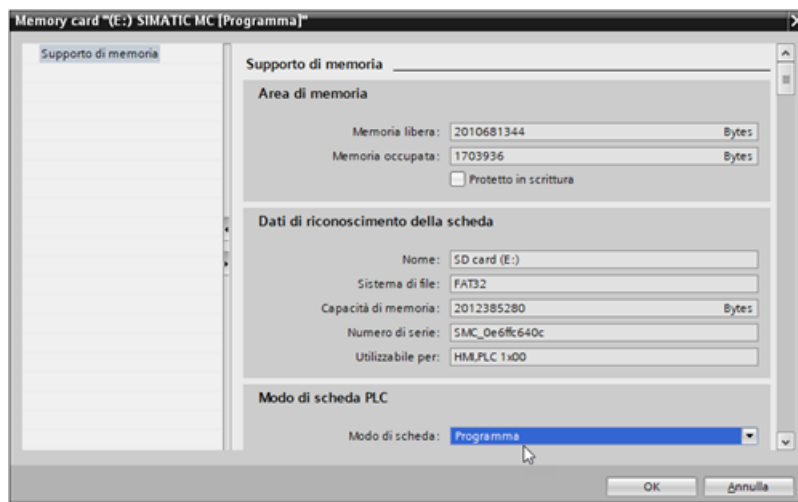 Memory card "(E:) SIMATIC MC [Programma]"
Supporto di memoria
Supporto di memoria
Area di memoria
Memoria libera: 2010681344 Bytes
Memoria occupata: 1703936 Bytes
Protetto in scrittura
Dati di riconoscimento della scheda
Nome: SD card (E:)
Sistema di file: FAT32
Capacità di memoria: 2012385280 Bytes
Numero di serie: SMC_0e6ffc640c
Utilizzabile per: HMI,PLC 1x00
Modo di scheda PLC
Modo di scheda: Programma
OK Annulla